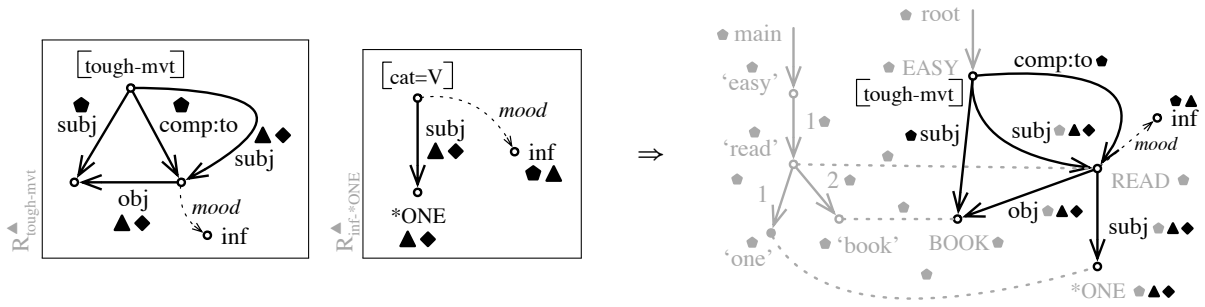 [tough-mvt]
subj
comp:to
subj
obj
mood
inf
R tough-mvt
[cat=V]
mood
subj
inf
*ONE
R inf-*ONE
⇒
main
'easy'
1
'read'
1
2
'one'
'book'
root
EASY
[tough-mvt]
comp:to
subj
subj
inf
mood
READ
obj
BOOK
subj
*ONE